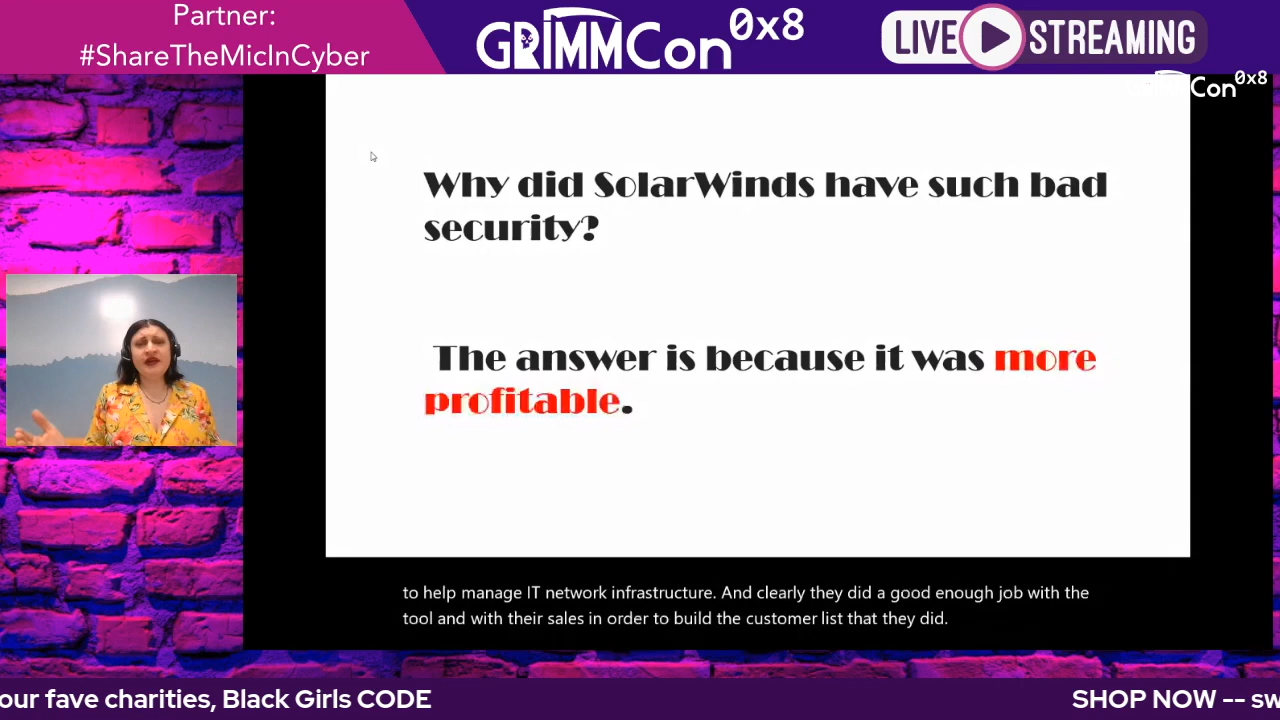 Partner:
#ShareTheMicInCyber
GRIMMCon 0x8
LIVE STREAMING
Con 0x8
Why did SolarWinds have such bad
security?
The answer is because it was more
profitable.
to help manage IT network infrastructure. And clearly they did a good enough job with the
tool and with their sales in order to build the customer list that they did.
our fave charities, Black Girls CODE
SHOP NOW -- sw